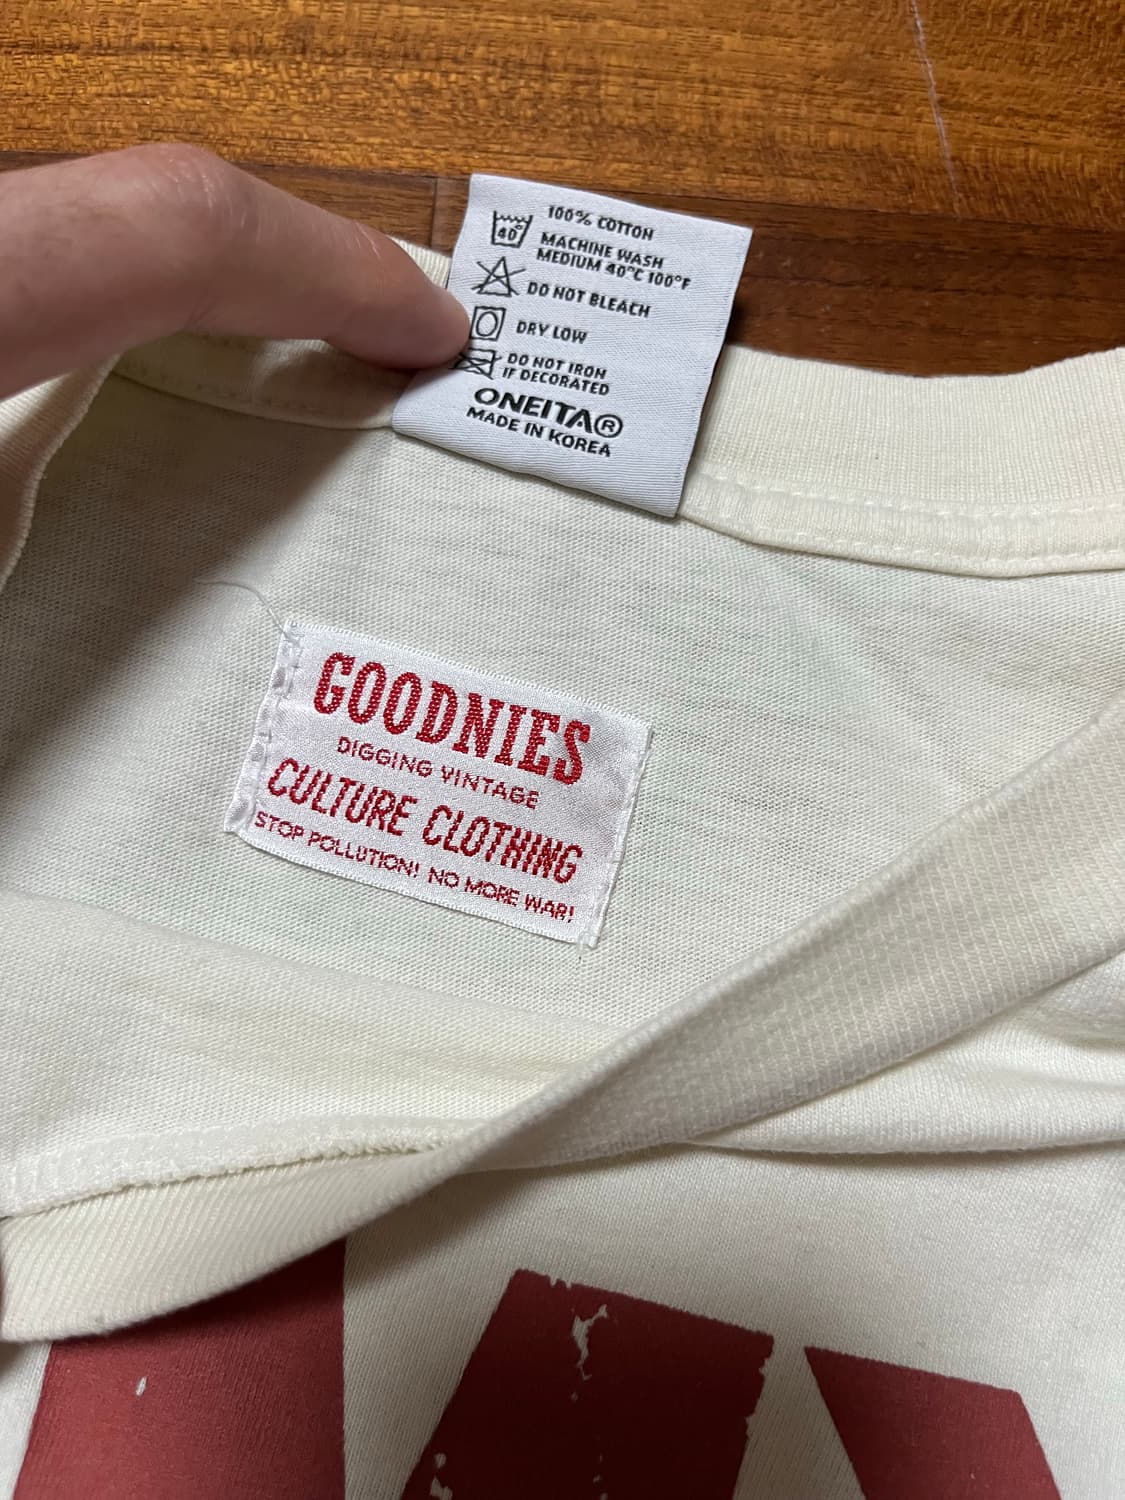 100% COTTON
40°
MACHINE WASH
MEDIUM 40°C 100°F
DO NOT BLEACH
DRY LOW
DO NOT IRON
IF DECORATED
ONEITA®
MADE IN KOREA
GOODNIES
DIGGING VINTAGE
CULTURE CLOTHING
STOP POLLUTION! NO MORE WAR!